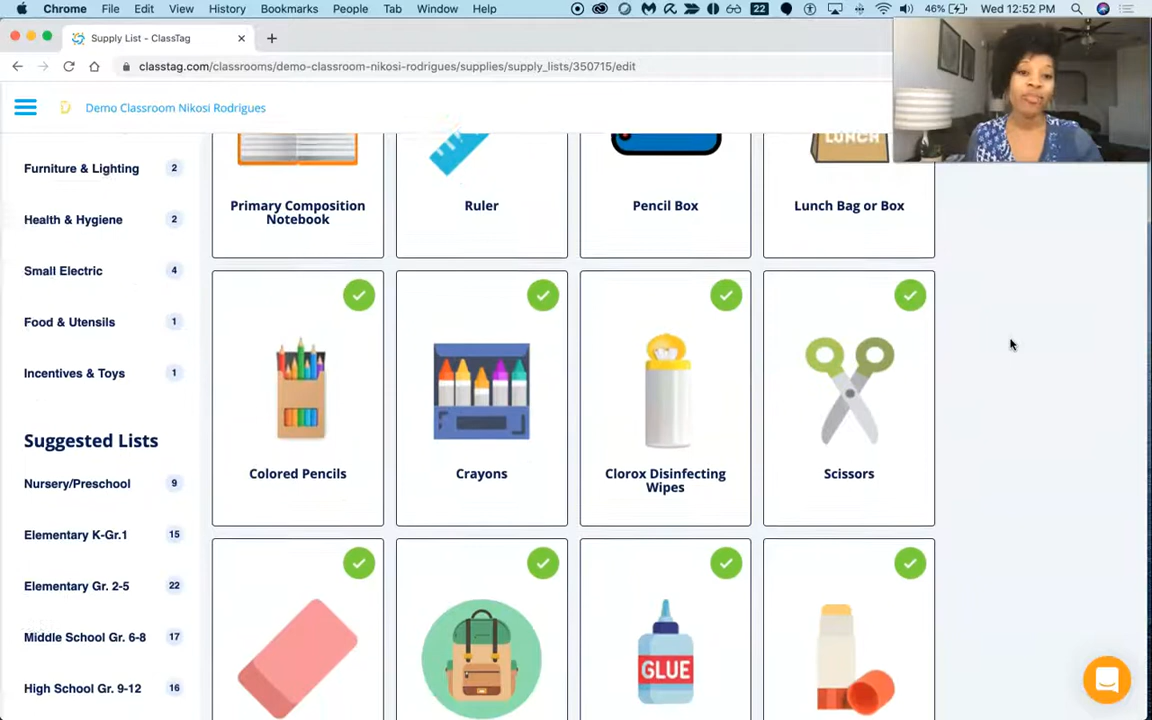 Chrome File Edit View History Bookmarks People Tab Window Help 22 46% Wed 12:52 PM
Supply List - ClassTag
classtag.com/classrooms/demo-classroom-nikosi-rodrigues/supplies/supply_lists/350715/edit
Demo Classroom Nikosi Rodrigues
Furniture & Lighting 2
Health & Hygiene 2
Small Electric 4
Food & Utensils 1
Incentives & Toys 1
Suggested Lists
Nursery/Preschool 9
Elementary K-Gr.1 15
Elementary Gr. 2-5 22
Middle School Gr. 6-8 17
High School Gr. 9-12 16
LUNCH
Primary Composition
Notebook
Ruler
Pencil Box
Lunch Bag or Box
Colored Pencils
Crayons
Clorox Disinfecting
Wipes
Scissors
GLUE